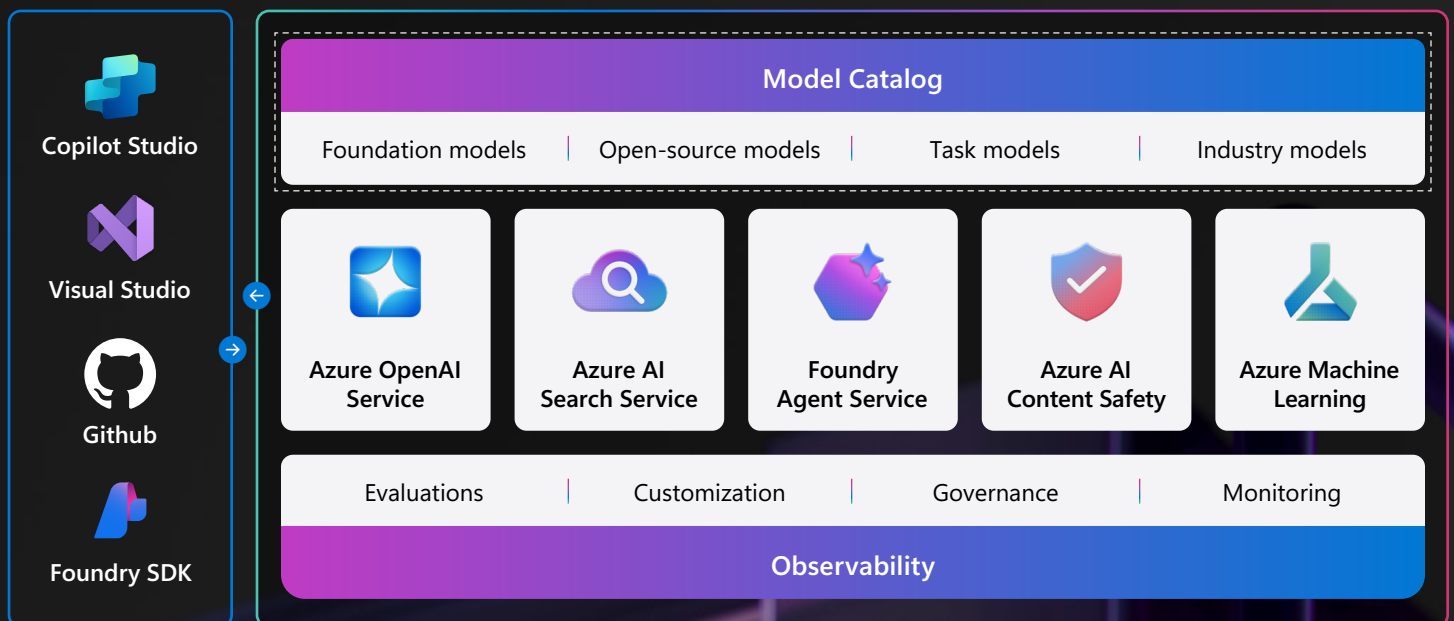 Copilot Studio
Visual Studio
Github
Foundry SDK
Model Catalog
Foundation models
Open-source models
Task models
Industry models
Azure OpenAI
Service
Azure AI
Search Service
Foundry
Agent Service
Azure AI
Content Safety
Azure Machine
Learning
Evaluations
Customization
Governance
Monitoring
Observability